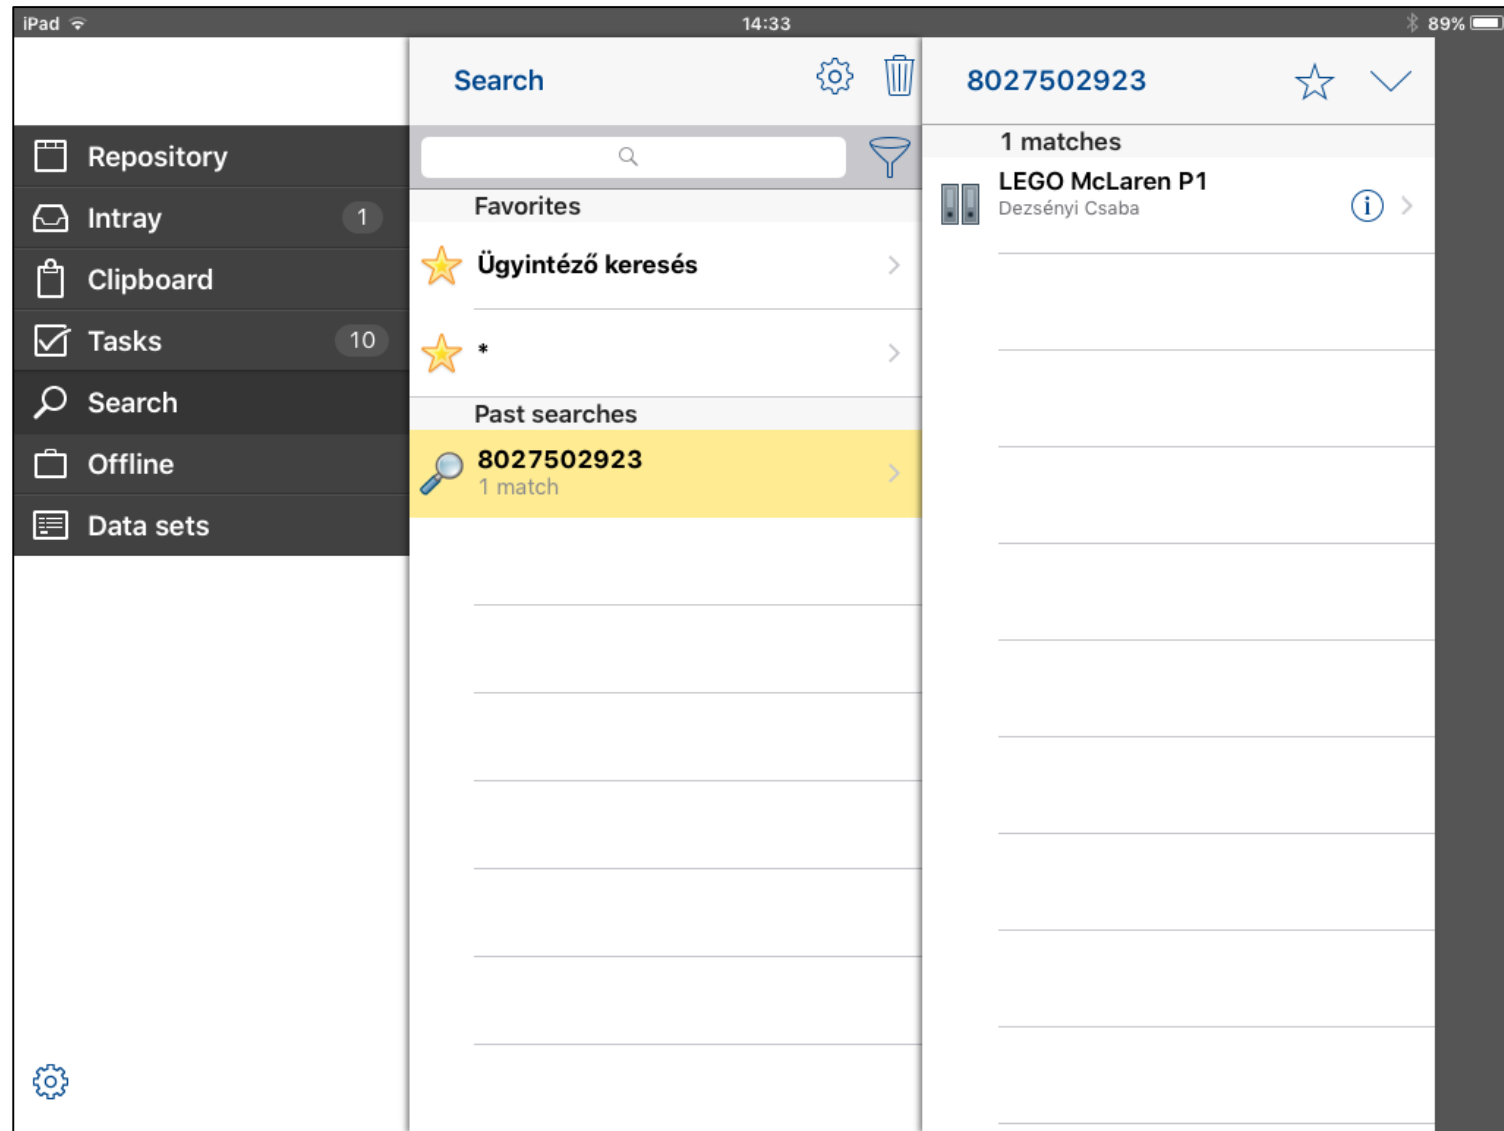 iPad
14:33
89%
Repository
Intray 1
Clipboard
Tasks 10
Search
Offline
Data sets
Search
Favorites
Ügyintéző keresés
*
Past searches
8027502923
1 match
8027502923
1 matches
LEGO McLaren P1
Dezsényi Csaba